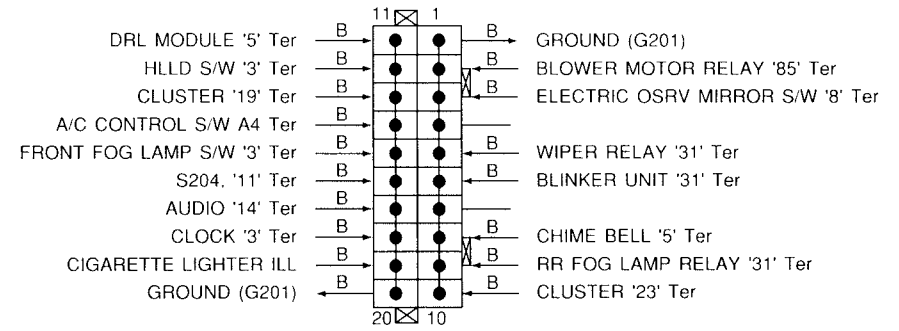 11 1
DRL MODULE '5' Ter B B GROUND (G201)
HLLD S/W '3' Ter B B BLOWER MOTOR RELAY '85' Ter
CLUSTER '19' Ter B B ELECTRIC OSRV MIRROR S/W '8' Ter
A/C CONTROL S/W A4 Ter B
FRONT FOG LAMP S/W '3' Ter B B WIPER RELAY '31' Ter
S204, '11' Ter B B BLINKER UNIT '31' Ter
AUDIO '14' Ter B
CLOCK '3' Ter B B CHIME BELL '5' Ter
CIGARETTE LIGHTER ILL B B RR FOG LAMP RELAY '31' Ter
GROUND (G201) B B CLUSTER '23' Ter
20 10